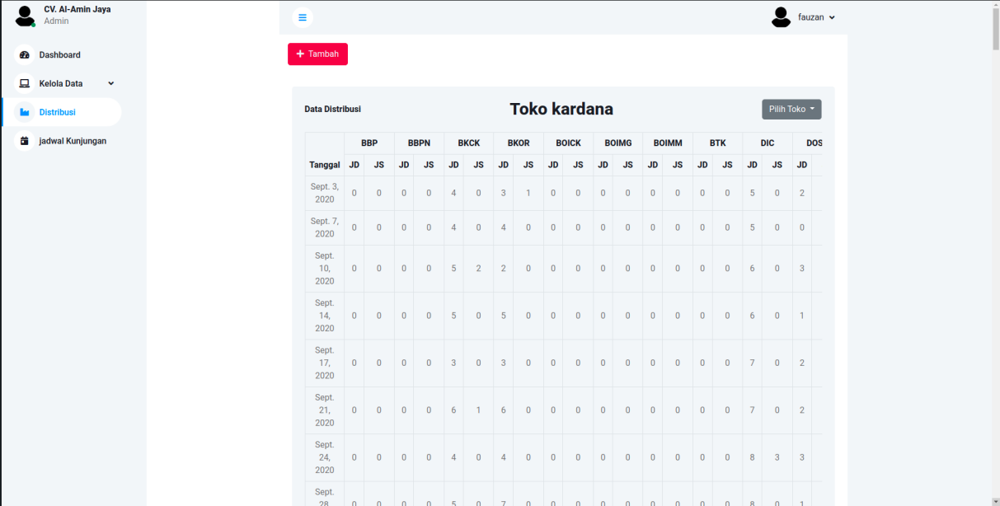 CV. Al-Amin Jaya
Admin
fauzan
Dashboard
Kelola Data
Distribusi
jadwal Kunjungan
+ Tambah
Data Distribusi Toko kardana Pilih Toko
BBP BBPN BKCK BKOR BOICK BOIMG BOIMM BTK DIC DOS
Tanggal JD JS JD JS JD JS JD JS JD JS JD JS JD JS JD JS JD JS JD
Sept. 3,
2020 0 0 0 0 4 0 3 1 0 0 0 0 0 0 0 0 5 0 2
Sept. 7,
2020 0 0 0 0 4 0 4 0 0 0 0 0 0 0 0 0 5 0 0
Sept.
10, 0 0 0 0 5 2 2 0 0 0 0 0 0 0 0 0 6 0 3
2020
Sept.
14, 0 0 0 0 5 0 5 0 0 0 0 0 0 0 0 0 6 0 1
2020
Sept.
17, 0 0 0 0 3 0 3 0 0 0 0 0 0 0 0 0 7 0 2
2020
Sept.
21, 0 0 0 0 6 1 6 0 0 0 0 0 0 0 0 0 7 0 2
2020
Sept.
24, 0 0 0 0 4 0 4 0 0 0 0 0 0 0 0 0 8 3 3
2020
Sept.
28, 0 0 0 0 5 0 7 0 0 0 0 0 0 0 0 0 8 0 1